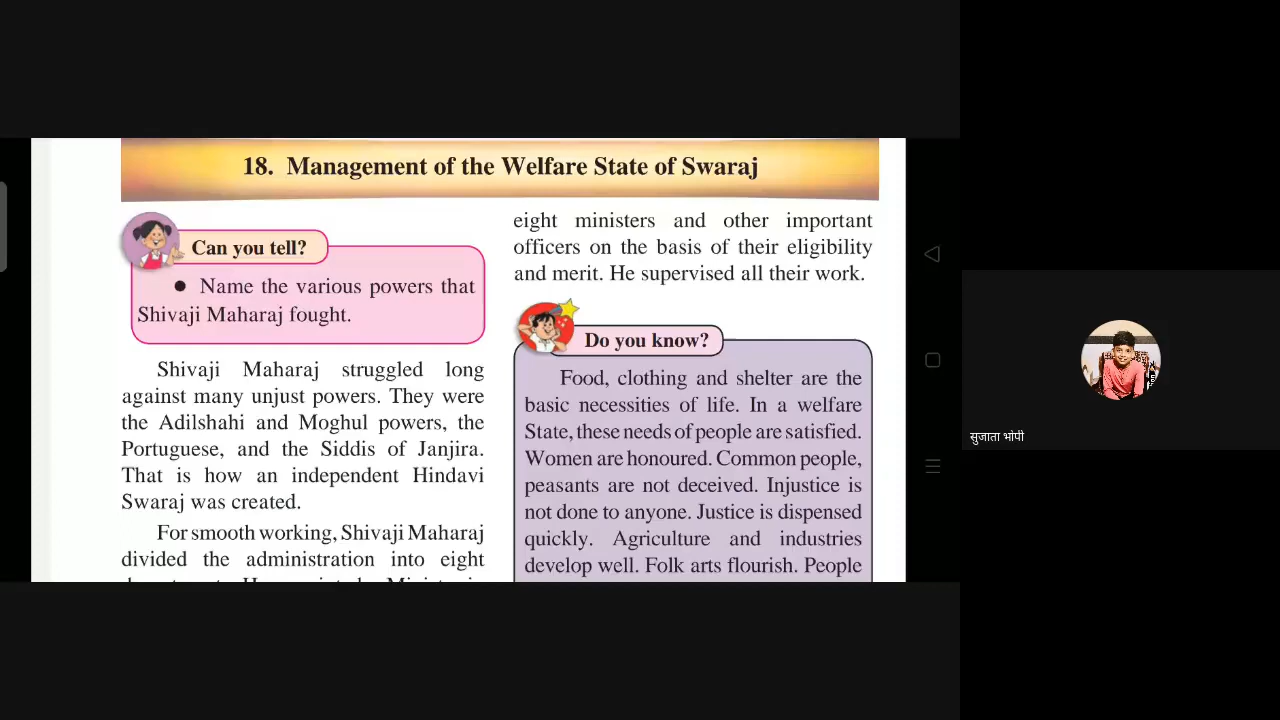 18. Management of the Welfare State of Swaraj
Can you tell?
● Name the various powers that
Shivaji Maharaj fought.
Shivaji Maharaj struggled long
against many unjust powers. They were
the Adilshahi and Moghul powers, the
Portuguese, and the Siddis of Janjira.
That is how an independent Hindavi
Swaraj was created.
For smooth working, Shivaji Maharaj
divided the administration into eight
eight ministers and other important
officers on the basis of their eligibility
and merit. He supervised all their work.
Do you know?
Food, clothing and shelter are the
basic necessities of life. In a welfare
State, these needs of people are satisfied.
Women are honoured. Common people,
peasants are not deceived. Injustice is
not done to anyone. Justice is dispensed
quickly. Agriculture and industries
develop well. Folk arts flourish. People
सुजाता भोपी